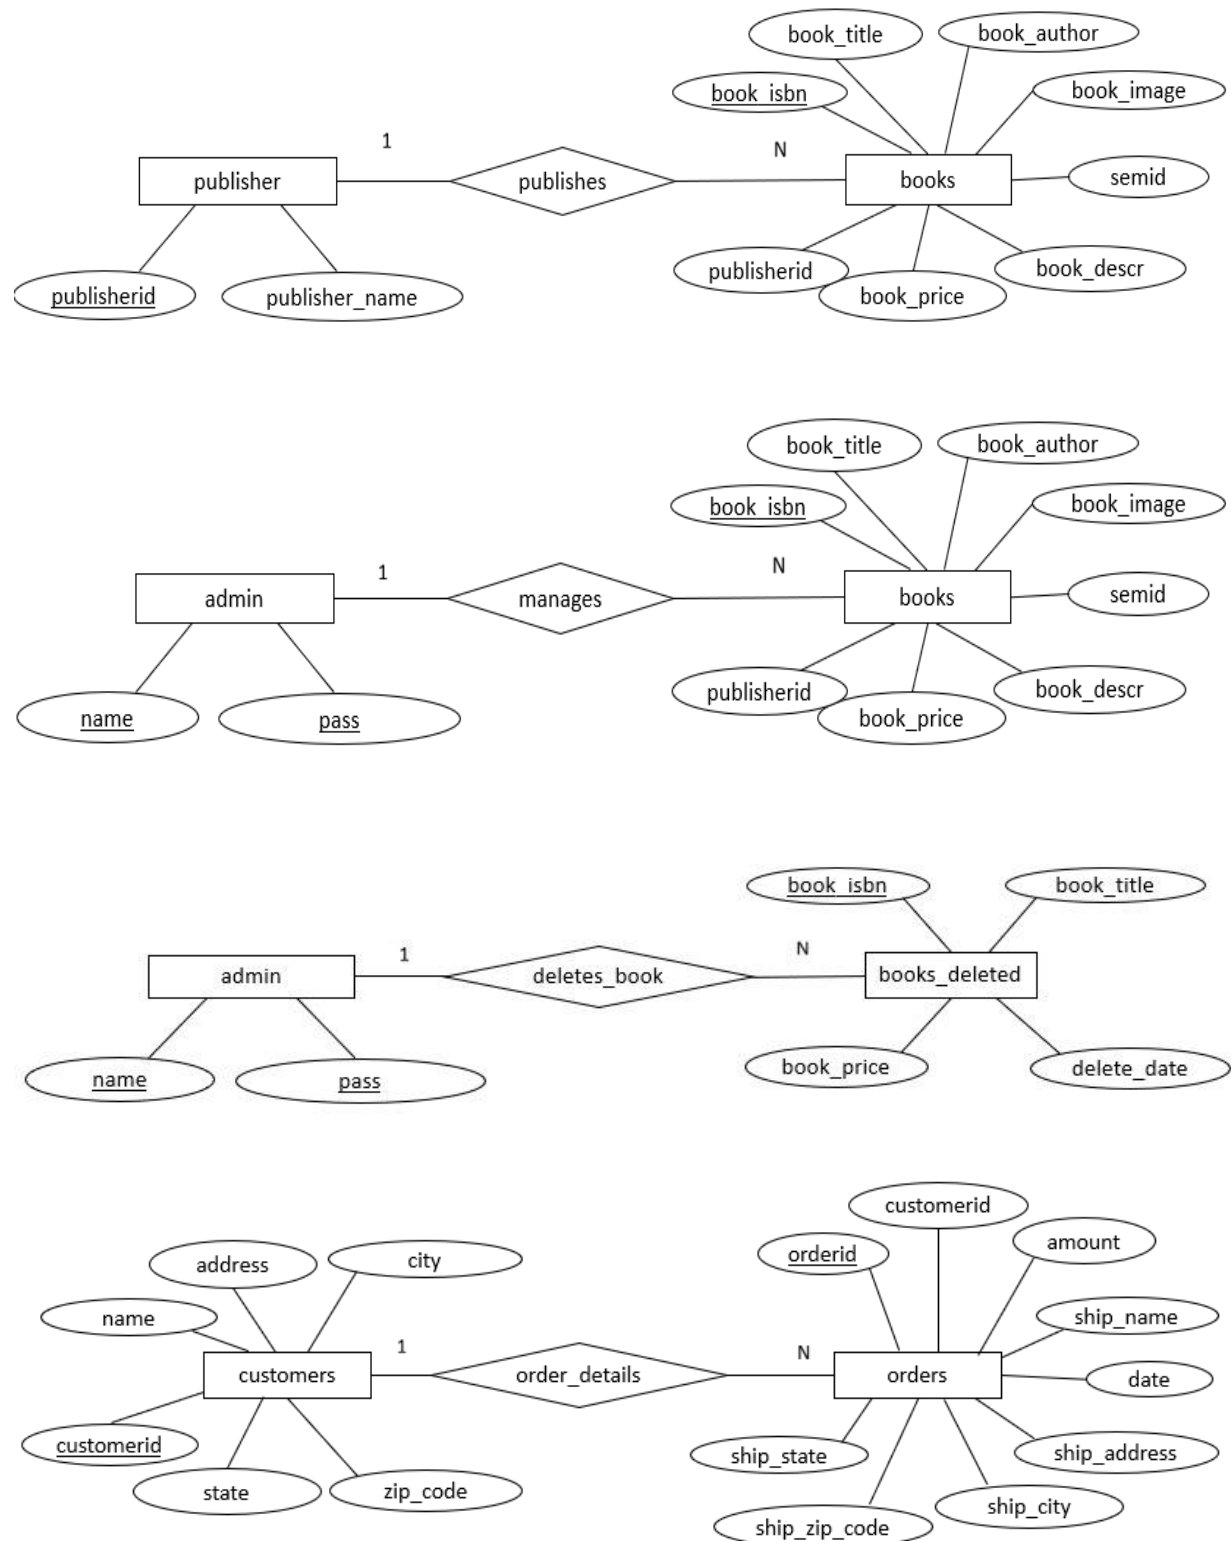 book_title
book_author
book_isbn
book_image
1
N
publisher
publishes
books
semid
publisherid
book_descr
publisherid
publisher_name
book_price
book_title
book_author
book_isbn
book_image
1
N
admin
manages
books
semid
publisherid
book_descr
name
pass
book_price
book_isbn
book_title
1
N
admin
deletes_book
books_deleted
book_price
delete_date
name
pass
customerid
orderid
amount
address
city
name
ship_name
1
N
customers
order_details
orders
date
customerid
ship_state
ship_address
state
zip_code
ship_city
ship_zip_code